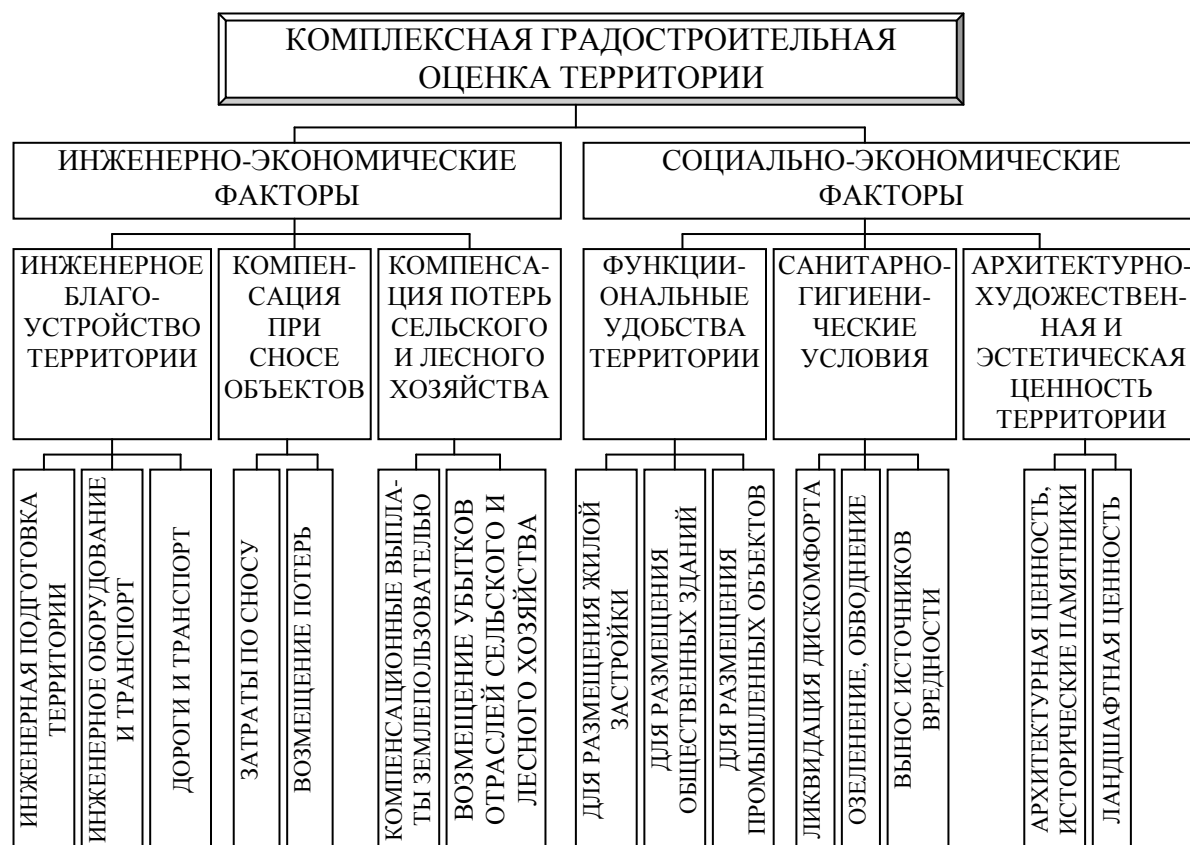 КОМПЛЕКСНАЯ ГРАДОСТРОИТЕЛЬНАЯ
ОЦЕНКА ТЕРРИТОРИИ
ИНЖЕНЕРНО-ЭКОНОМИЧЕСКИЕ
ФАКТОРЫ
СОЦИАЛЬНО-ЭКОНОМИЧЕСКИЕ
ФАКТОРЫ
ИНЖЕНЕРНОЕ
БЛАГО-
УСТРОЙСТВО
ТЕРРИТОРИИ
КОМПЕН-
САЦИЯ
ПРИ
СНОСЕ
ОБЪЕКТОВ
КОМПЕНСА-
ЦИЯ ПОТЕРЬ
СЕЛЬСКОГО
И ЛЕСНОГО
ХОЗЯЙСТВА
ФУНКЦИИ-
ОНАЛЬНЫЕ
УДОБСТВА
ТЕРРИТОРИИ
САНИТАРНО-
ГИГИЕНИ-
ЧЕСКИЕ
УСЛОВИЯ
АРХИТЕКТУРНО-
ХУДОЖЕСТВЕН-
НАЯ И
ЭСТЕТИЧЕСКАЯ
ЦЕННОСТЬ
ТЕРРИТОРИИ
ИНЖЕНЕРНАЯ ПОДГОТОВКА
ТЕРРИТОРИИ
ИНЖЕНЕРНОЕ ОБОРУДОВАНИЕ
И ТРАНСПОРТ
ДОРОГИ И ТРАНСПОРТ
ЗАТРАТЫ ПО СНОСУ
ВОЗМЕЩЕНИЕ ПОТЕРЬ
КОМПЕНСАЦИОННЫЕ ВЫПЛА-
ТЫ ЗЕМЛЕПОЛЬЗОВАТЕЛЬЮ
ВОЗМЕЩЕНИЕ УБЫТКОВ
ОТРАСЛЕЙ СЕЛЬСКОГО И
ЛЕСНОГО ХОЗЯЙСТВА
ДЛЯ РАЗМЕЩЕНИЯ ЖИЛОЙ
ЗАСТРОЙКИ
ДЛЯ РАЗМЕЩЕНИЯ
ОБЩЕСТВЕННЫХ ЗДАНИЙ
ДЛЯ РАЗМЕЩЕНИЯ
ПРОМЫШЛЕННЫХ ОБЪЕКТОВ
ЛИКВИДАЦИЯ ДИСКОМФОРТА
ОЗЕЛЕНЕНИЕ, ОБВОДНЕНИЕ
ВЫНОС ИСТОЧНИКОВ
ВРЕДНОСТИ
АРХИТЕКТУРНАЯ ЦЕННОСТЬ,
ИСТОРИЧЕСКИЕ ПАМЯТНИКИ
ЛАНДШАФТНАЯ ЦЕННОСТЬ